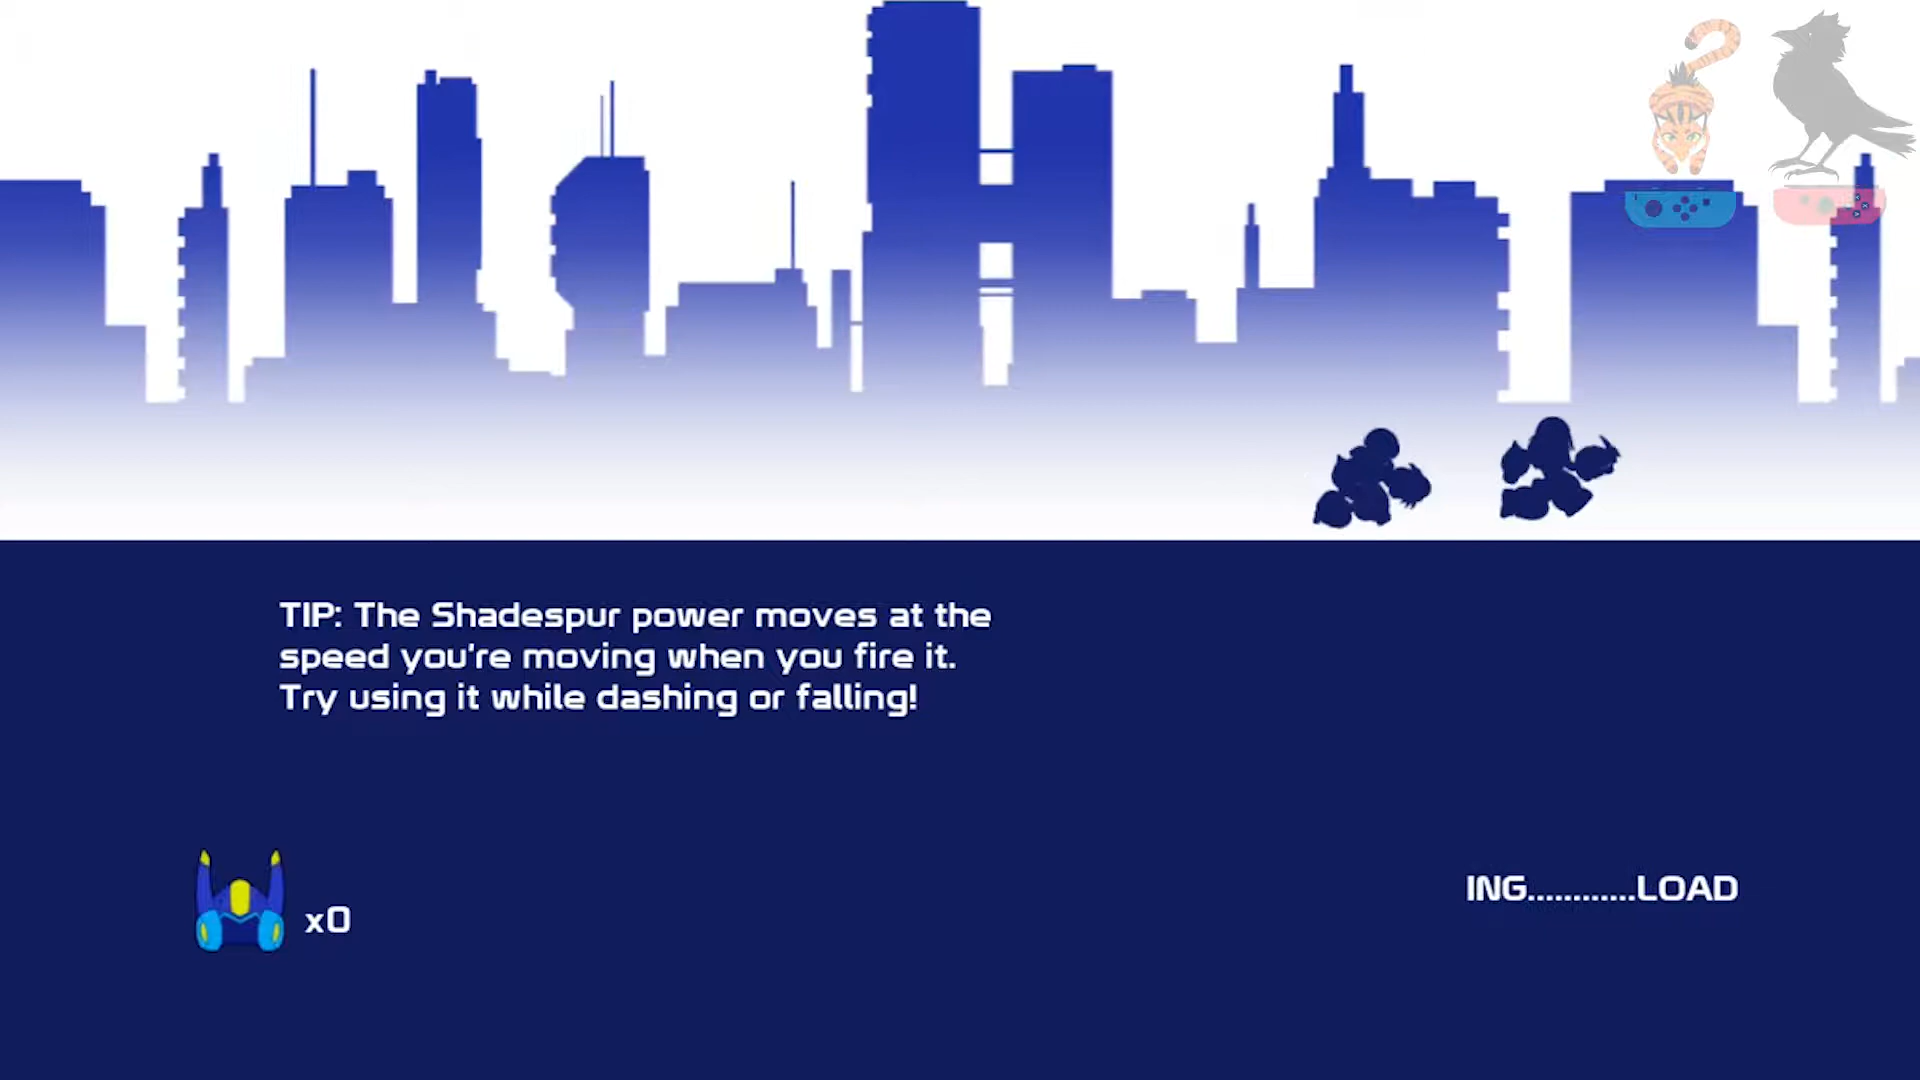 TIP: The Shadespur power moves at the
speed you're moving when you fire it.
Try using it while dashing or falling!
x0
ING............LOAD